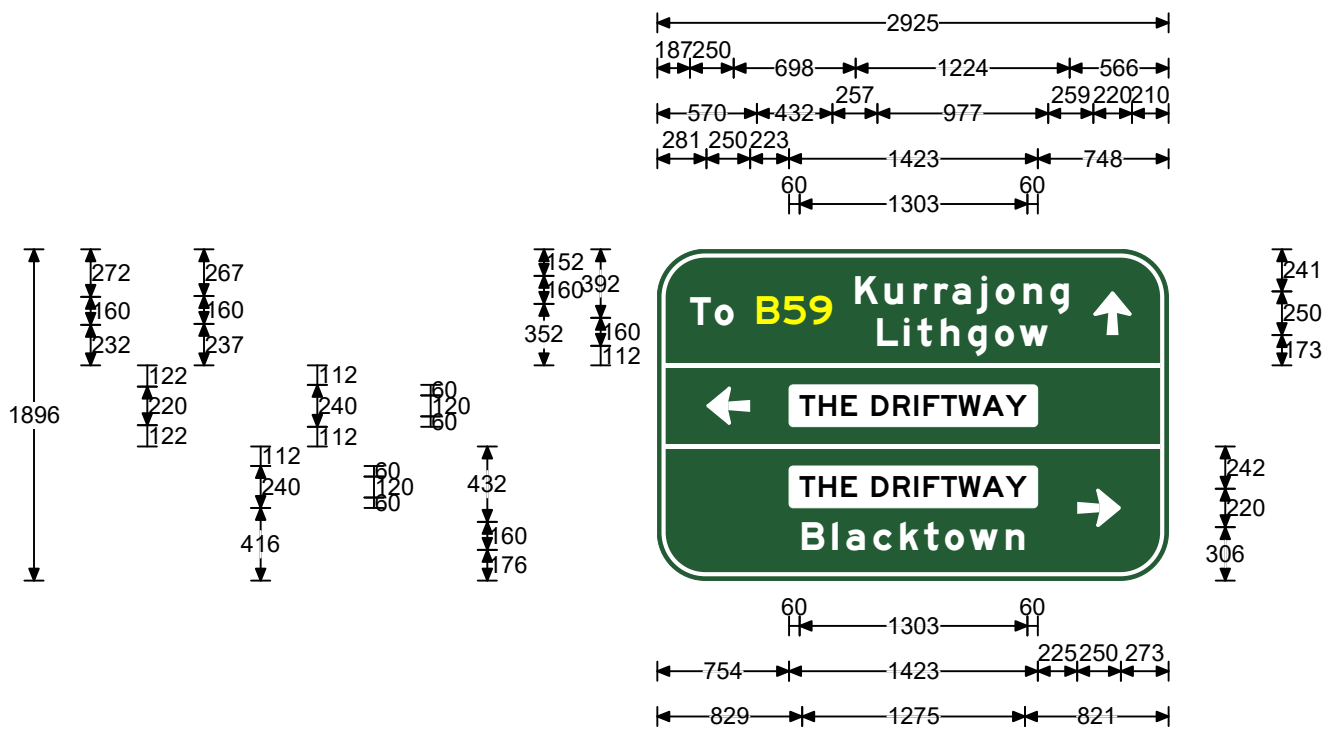 2925
187 250 698 1224 566
570 432 257 977 259 220 210
281 250 223 1423 748
60 1303 60
272 267 152 392 241
160 160 160 250
232 237 352 160 173
112
To B59 Kurrajong
Lithgow
1896
122 112 60
220 240 120
122 112 60
THE DRIFTWAY
112 60 432 242
240 120 220
60
416 160 306
176
THE DRIFTWAY
Blacktown
60 1303 60
754 1423 225 250 273
829 1275 821